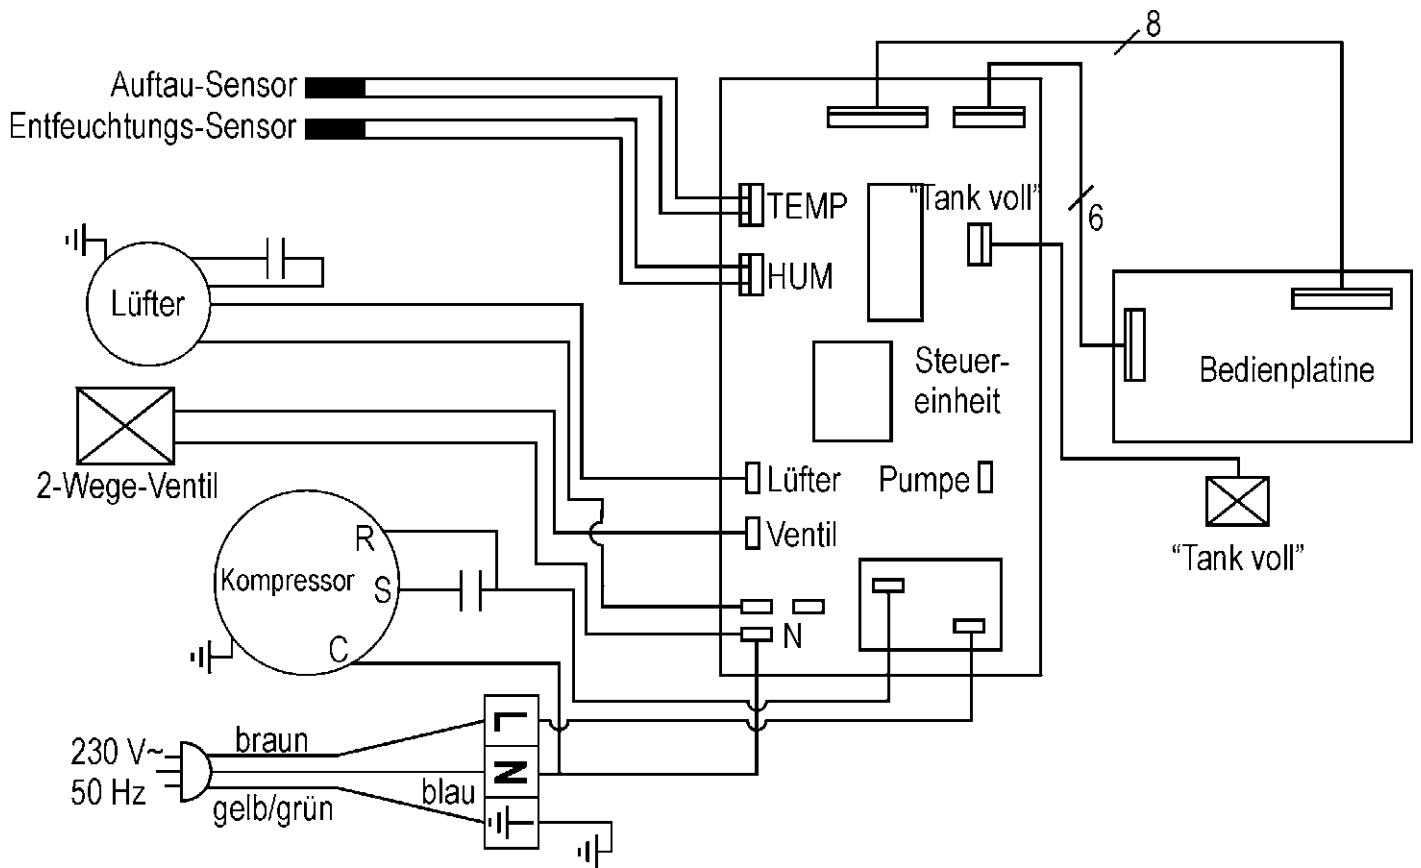 8
Auftau-Sensor
Entfeuchtungs-Sensor
TEMP
“Tank voll”
6
HUM
Lüfter
Steuer-
einheit
Bedienplatine
2-Wege-Ventil
Lüfter
Pumpe
Ventil
“Tank voll”
R
Kompressor
S
C
N
L
braun
230 V~
N
50 Hz
blau
gelb/grün